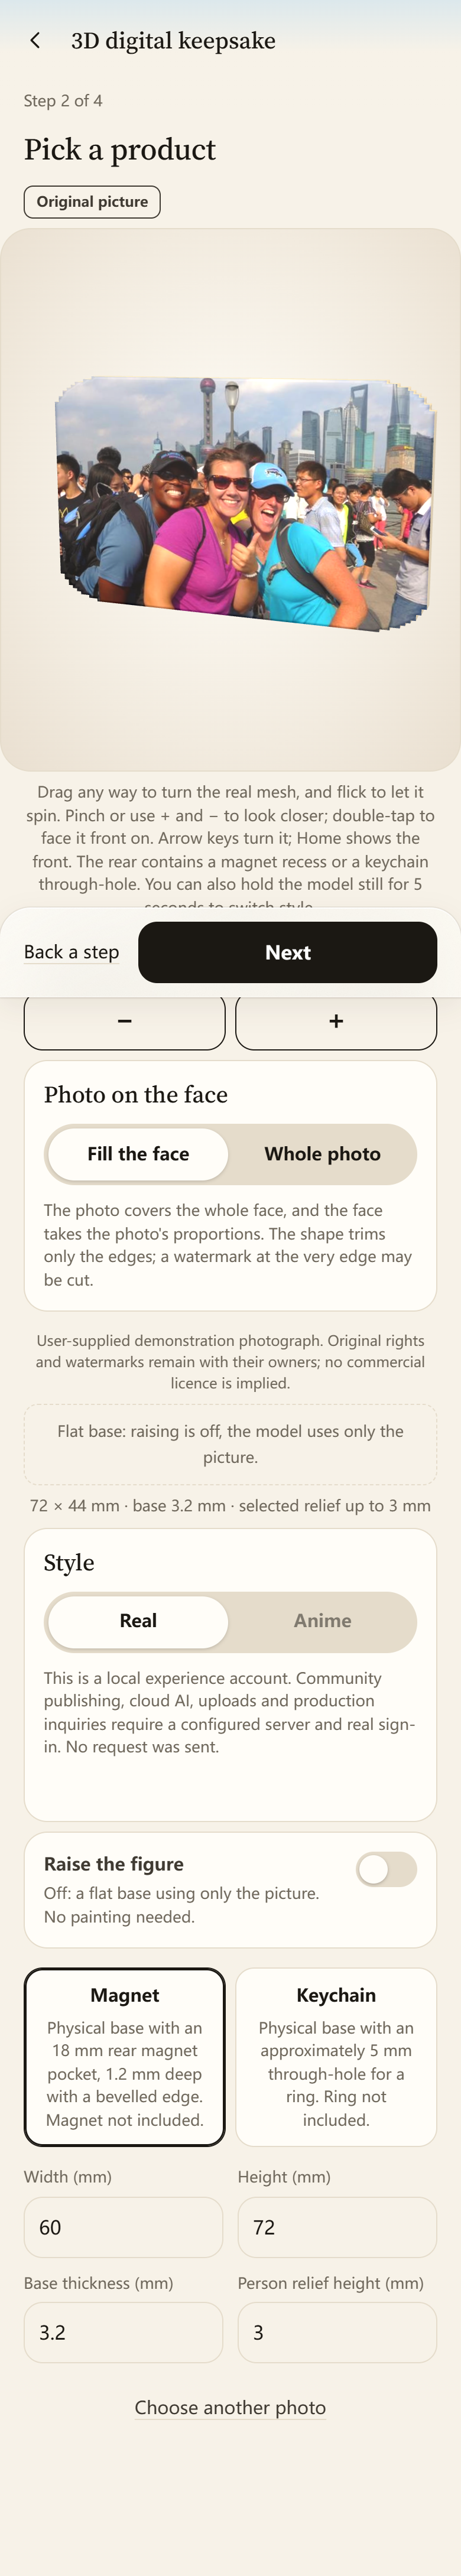 3D digital keepsake
Step 2 of 4
Pick a product
Original picture
Drag any way to turn the real mesh, and flick to let it
spin. Pinch or use + and − to look closer; double-tap to
face it front on. Arrow keys turn it; Home shows the
front. The rear contains a magnet recess or a keychain
through-hole. You can also hold the model still for 5
seconds to switch style.
Back a step
Next
−
+
Photo on the face
Fill the face
Whole photo
The photo covers the whole face, and the face
takes the photo's proportions. The shape trims
only the edges; a watermark at the very edge may
be cut.
User-supplied demonstration photograph. Original rights
and watermarks remain with their owners; no commercial
licence is implied.
Flat base: raising is off, the model uses only the
picture.
72 × 44 mm · base 3.2 mm · selected relief up to 3 mm
Style
Real
Anime
This is a local experience account. Community
publishing, cloud AI, uploads and production
inquiries require a configured server and real sign-
in. No request was sent.
Raise the figure
Off: a flat base using only the picture.
No painting needed.
Magnet
Physical base with an
18 mm rear magnet
pocket, 1.2 mm deep
with a bevelled edge.
Magnet not included.
Keychain
Physical base with an
approximately 5 mm
through-hole for a
ring. Ring not
included.
Width (mm)
Height (mm)
60
72
Base thickness (mm)
Person relief height (mm)
3.2
3
Choose another photo